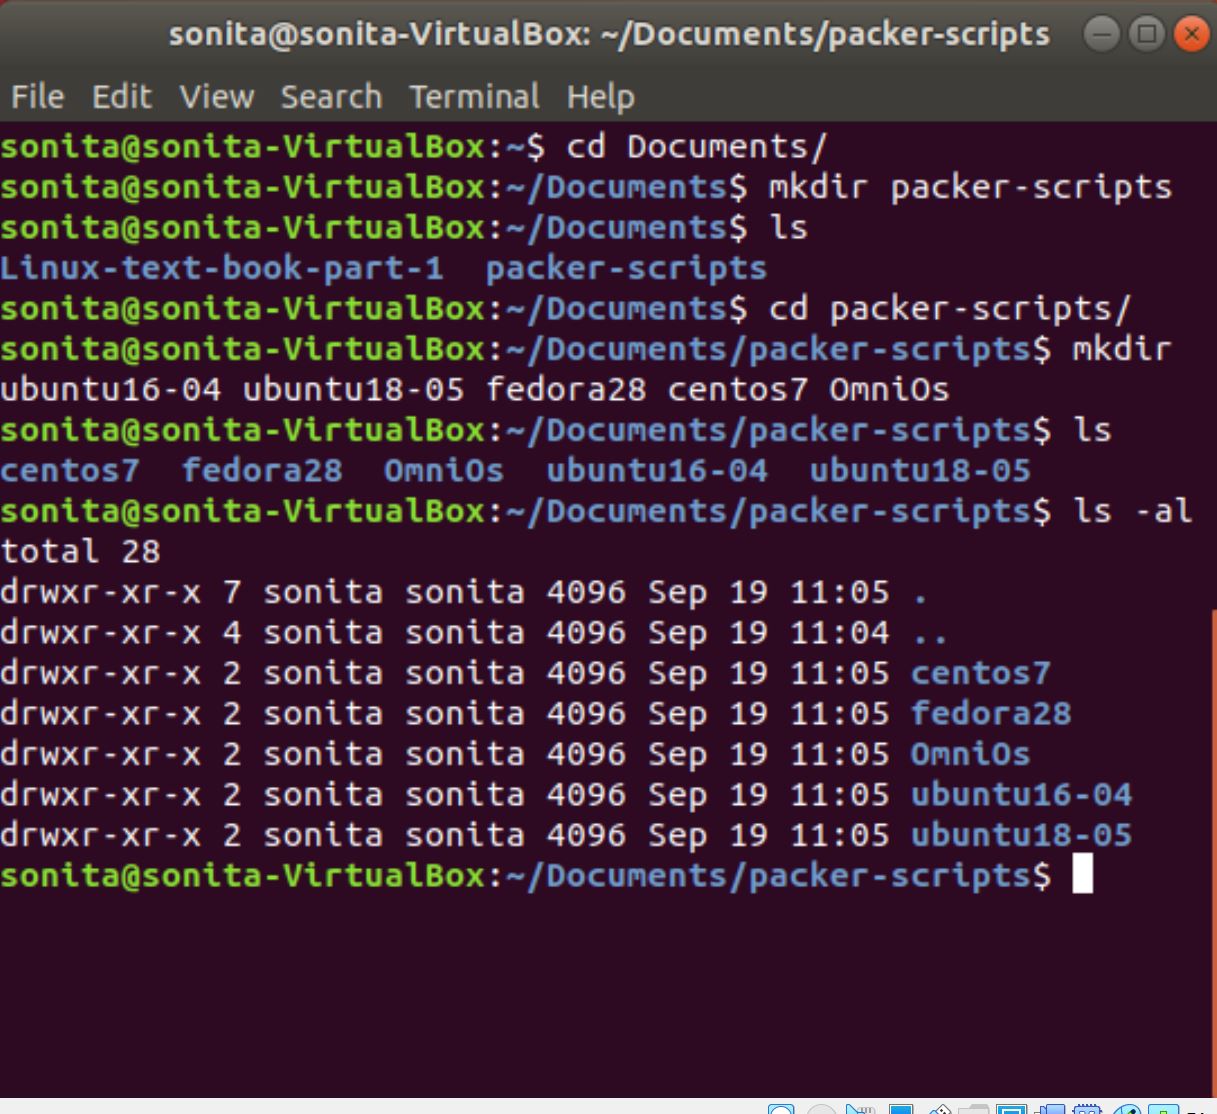 sonita@sonita-VirtualBox: ~/Documents/packer-scripts
File Edit View Search Terminal Help
sonita@sonita-VirtualBox:~$ cd Documents/
sonita@sonita-VirtualBox:~/Documents$ mkdir packer-scripts
sonita@sonita-VirtualBox:~/Documents$ ls
Linux-text-book-part-1  packer-scripts
sonita@sonita-VirtualBox:~/Documents$ cd packer-scripts/
sonita@sonita-VirtualBox:~/Documents/packer-scripts$ mkdir
ubuntu16-04 ubuntu18-05 fedora28 centos7 OmniOs
sonita@sonita-VirtualBox:~/Documents/packer-scripts$ ls
centos7  fedora28  OmniOs  ubuntu16-04  ubuntu18-05
sonita@sonita-VirtualBox:~/Documents/packer-scripts$ ls -al
total 28
drwxr-xr-x 7 sonita sonita 4096 Sep 19 11:05 .
drwxr-xr-x 4 sonita sonita 4096 Sep 19 11:04 ..
drwxr-xr-x 2 sonita sonita 4096 Sep 19 11:05 centos7
drwxr-xr-x 2 sonita sonita 4096 Sep 19 11:05 fedora28
drwxr-xr-x 2 sonita sonita 4096 Sep 19 11:05 OmniOs
drwxr-xr-x 2 sonita sonita 4096 Sep 19 11:05 ubuntu16-04
drwxr-xr-x 2 sonita sonita 4096 Sep 19 11:05 ubuntu18-05
sonita@sonita-VirtualBox:~/Documents/packer-scripts$